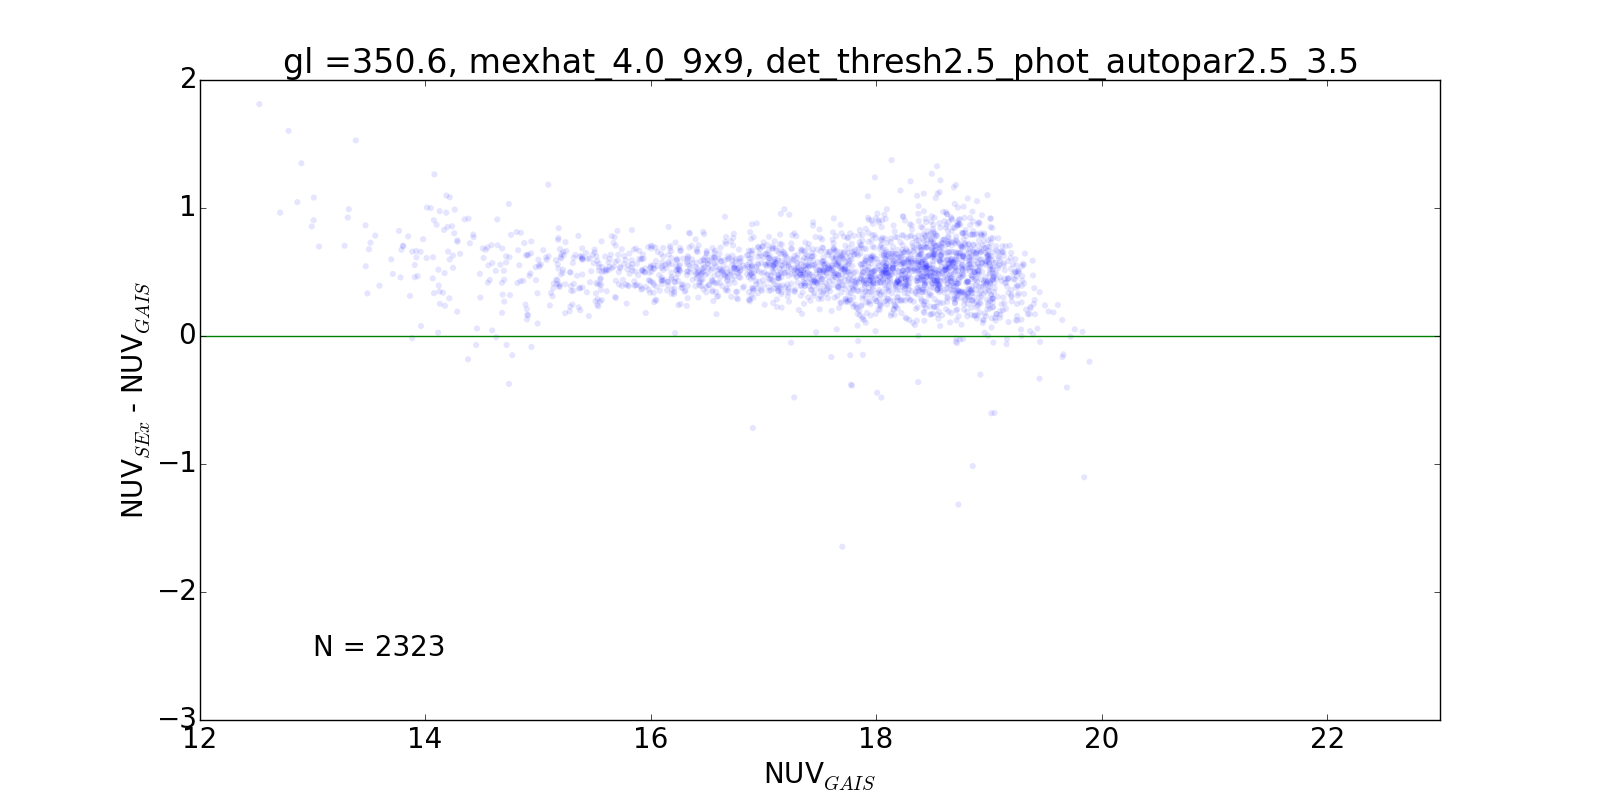 gl =350.6, mexhat_4.0_9x9, det_thresh2.5_phot_autopar2.5_3.5
2
1
0
−1
−2
−3
NUV_SEx - NUV_GAIS
N = 2323
12 14 16 18 20 22
NUV_GAIS